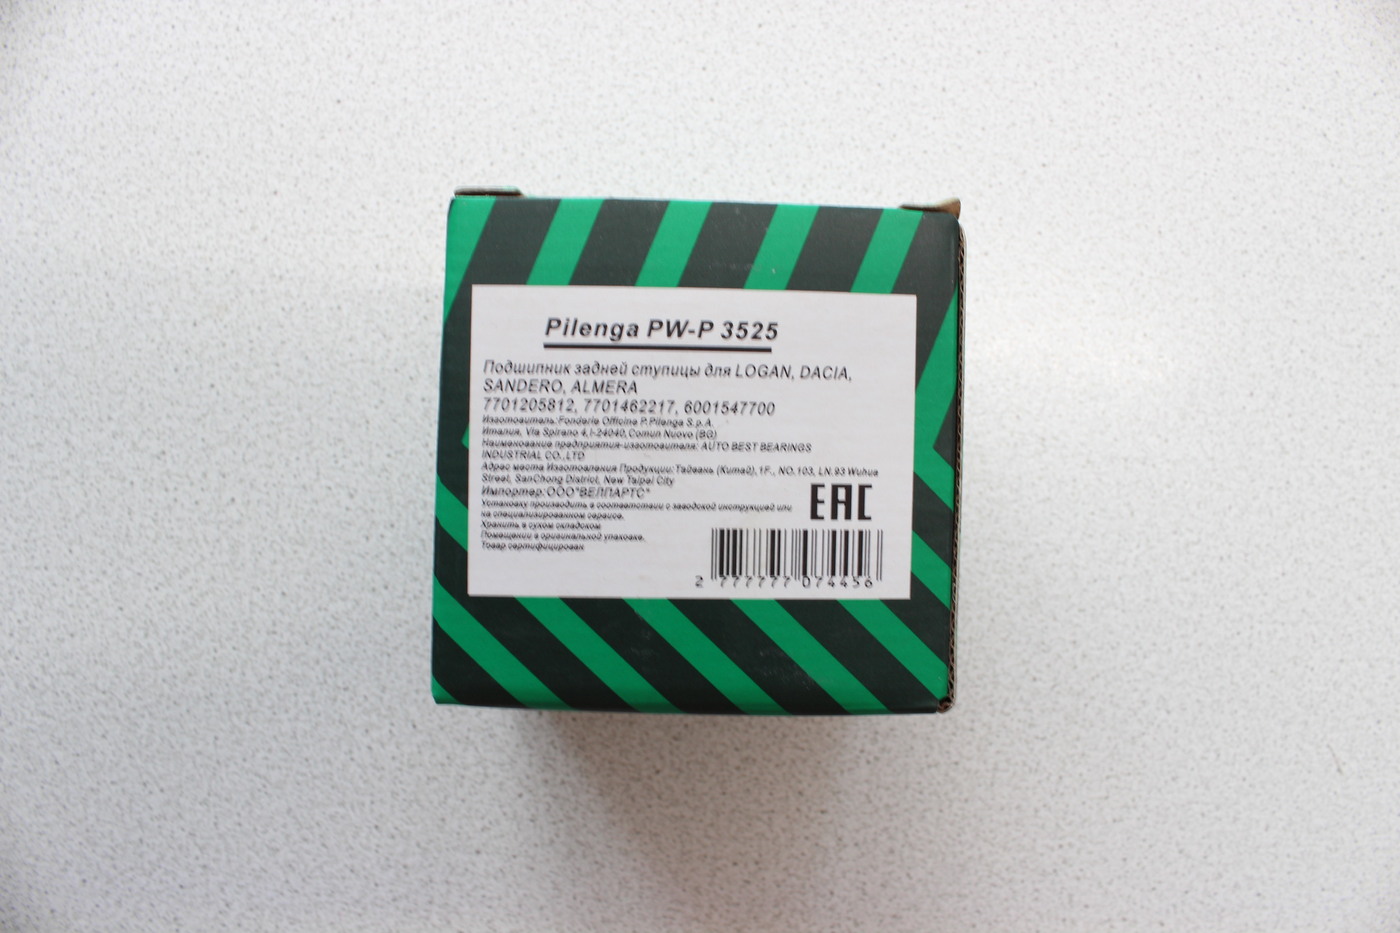 Pilenga PW-P 3525
Подшипник задней ступицы для LOGAN, DACIA,
SANDERO, ALMERA
7701205812, 7701462217, 6001547700
Изготовитель:Fonderie Officine P.Pilenga S.p.A.
Италия, Via Spirano 4,I-24040,Comun Nuovo (BG)
Наименование предприятия-изготовителя: AUTO BEST BEARINGS
INDUSTRIAL CO.,LTD
Адрес места Изготовления Продукции:Тайвань (Китай),1F., NO.103, LN.93 Wuhua
Street, SanChong District, New Taipei City
Импортер:ООО"ВЕЛПАРТС"
Установку производить в соответствии с заводской инструкцией или
на специализированном сервисе.
Хранить в сухом складском
Помещении в оригинальной упаковке.
Товар сертифицирован
EAC
2 777777 074456